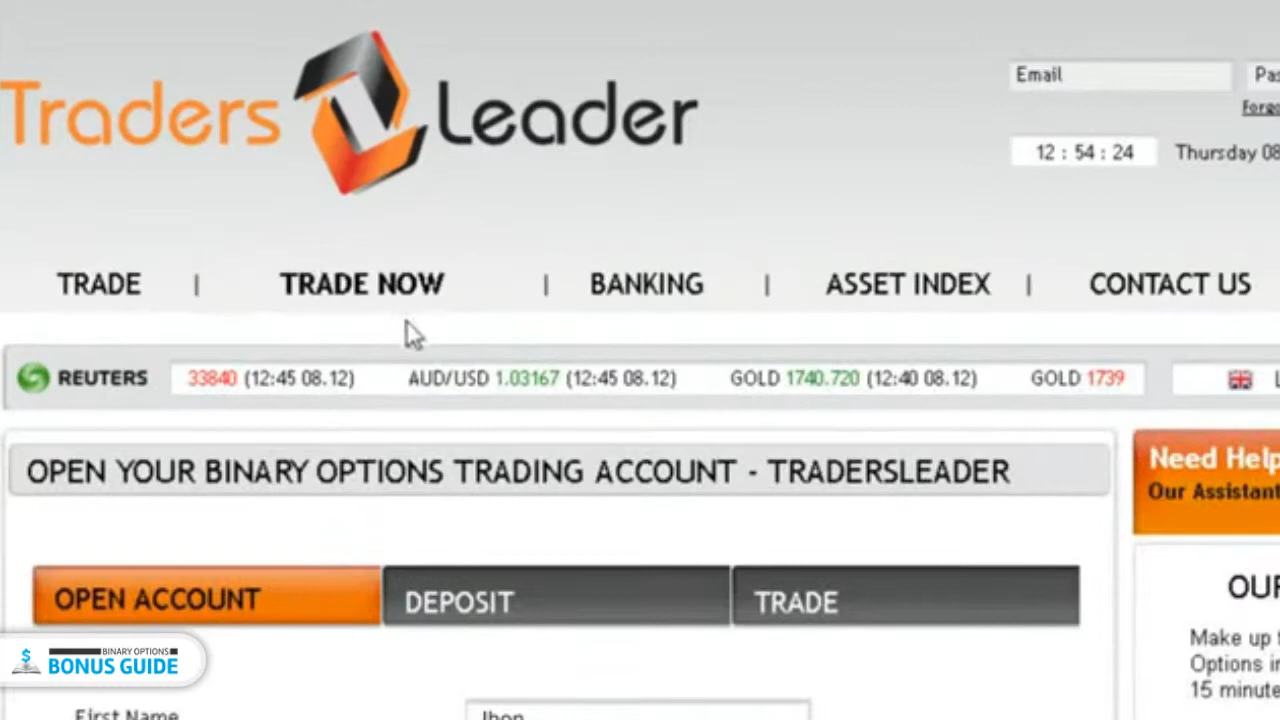 Traders Leader
Email
12 : 54 : 24 Thursday 08
TRADE | TRADE NOW | BANKING | ASSET INDEX | CONTACT US
REUTERS 33840 (12:45 08.12) AUD/USD 1.03167 (12:45 08.12) GOLD 1740.720 (12:40 08.12) GOLD 1739
OPEN YOUR BINARY OPTIONS TRADING ACCOUNT - TRADERSLEADER
Need Help
Our Assistant
OPEN ACCOUNT DEPOSIT TRADE
OUR
Make up
Options in
15 minute
BINARY OPTIONS
BONUS GUIDE
First Name Jhon